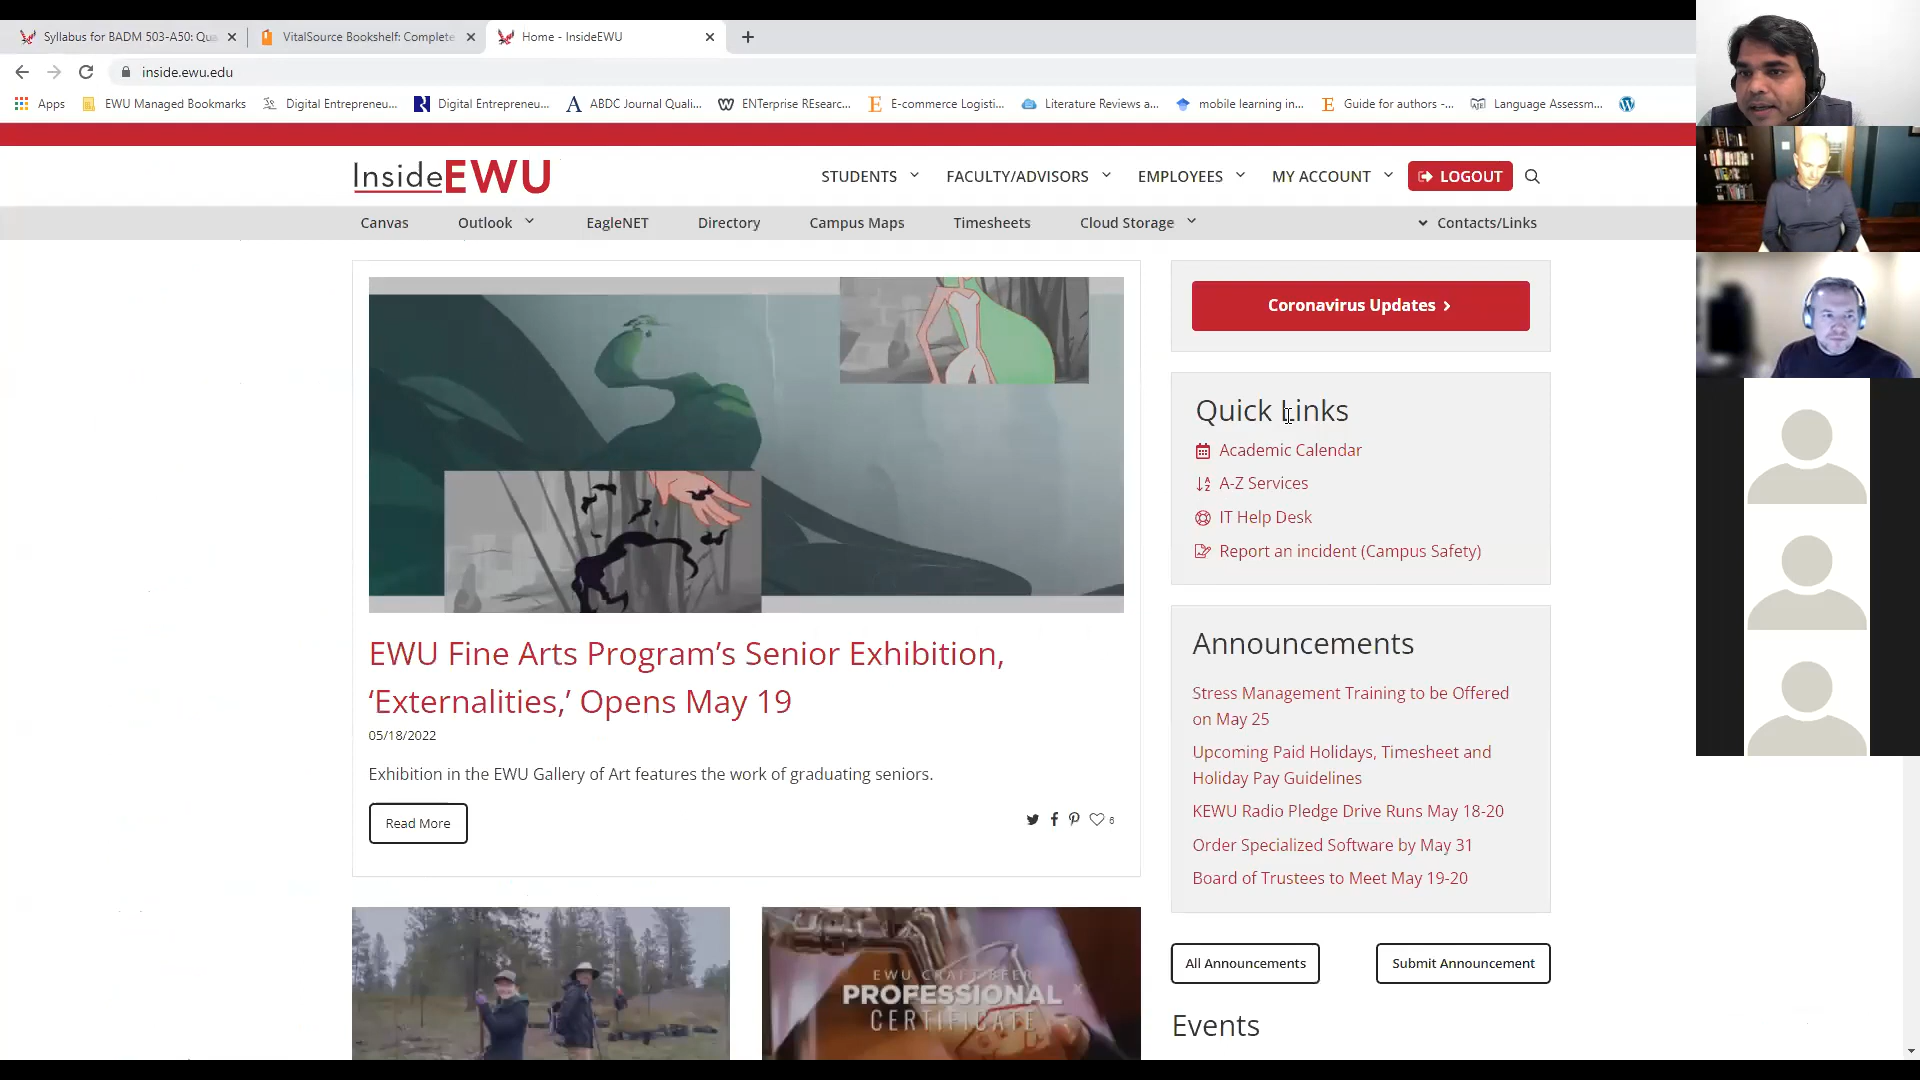 Syllabus for BADM 503-A50: Qua
VitalSource Bookshelf: Complete
Home - InsideEWU
inside.ewu.edu
Apps
EWU Managed Bookmarks
Digital Entrepreneu...
Digital Entrepreneu...
ABDC Journal Quali...
ENTerprise REsearc...
E-commerce Logisti...
Literature Reviews a...
mobile learning in...
Guide for authors -...
Language Assessm...
InsideEWU
STUDENTS
FACULTY/ADVISORS
EMPLOYEES
MY ACCOUNT
LOGOUT
Canvas
Outlook
EagleNET
Directory
Campus Maps
Timesheets
Cloud Storage
Contacts/Links
Coronavirus Updates
Quick Links
Academic Calendar
A-Z Services
IT Help Desk
Report an incident (Campus Safety)
EWU Fine Arts Program’s Senior Exhibition,
‘Externalities,’ Opens May 19
05/18/2022
Exhibition in the EWU Gallery of Art features the work of graduating seniors.
Read More
6
Announcements
Stress Management Training to be Offered
on May 25
Upcoming Paid Holidays, Timesheet and
Holiday Pay Guidelines
KEWU Radio Pledge Drive Runs May 18-20
Order Specialized Software by May 31
Board of Trustees to Meet May 19-20
All Announcements
Submit Announcement
Events
EWU CRAFT BEER
PROFESSIONAL
CERTIFICATE